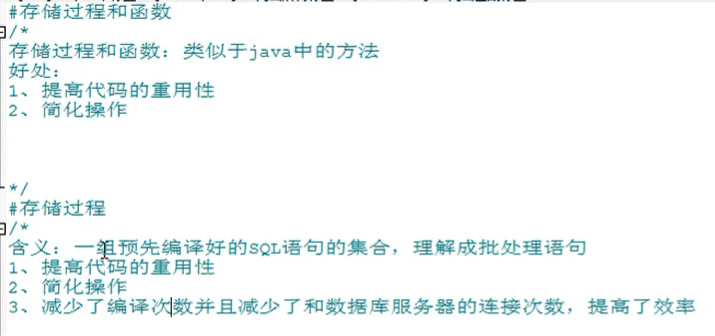 #存储过程和函数
/*
存储过程和函数：类似于java中的方法
好处：
1、提高代码的重用性
2、简化操作
*/
#存储过程
/*
含义：一组预先编译好的SQL语句的集合，理解成批处理语句
1、提高代码的重用性
2、简化操作
3、减少了编译次数并且减少了和数据库服务器的连接次数，提高了效率